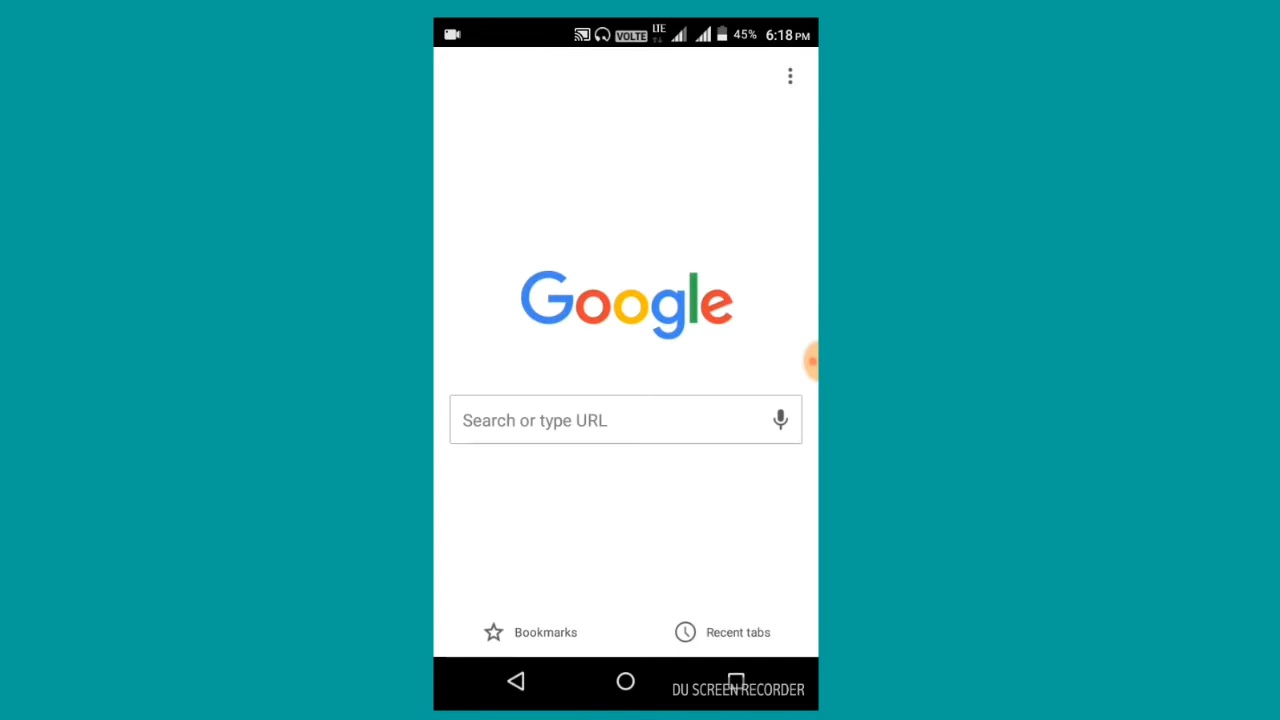 VOLTE LTE 45% 6:18 PM
Google
Search or type URL
Bookmarks Recent tabs
DU SCREEN RECORDER